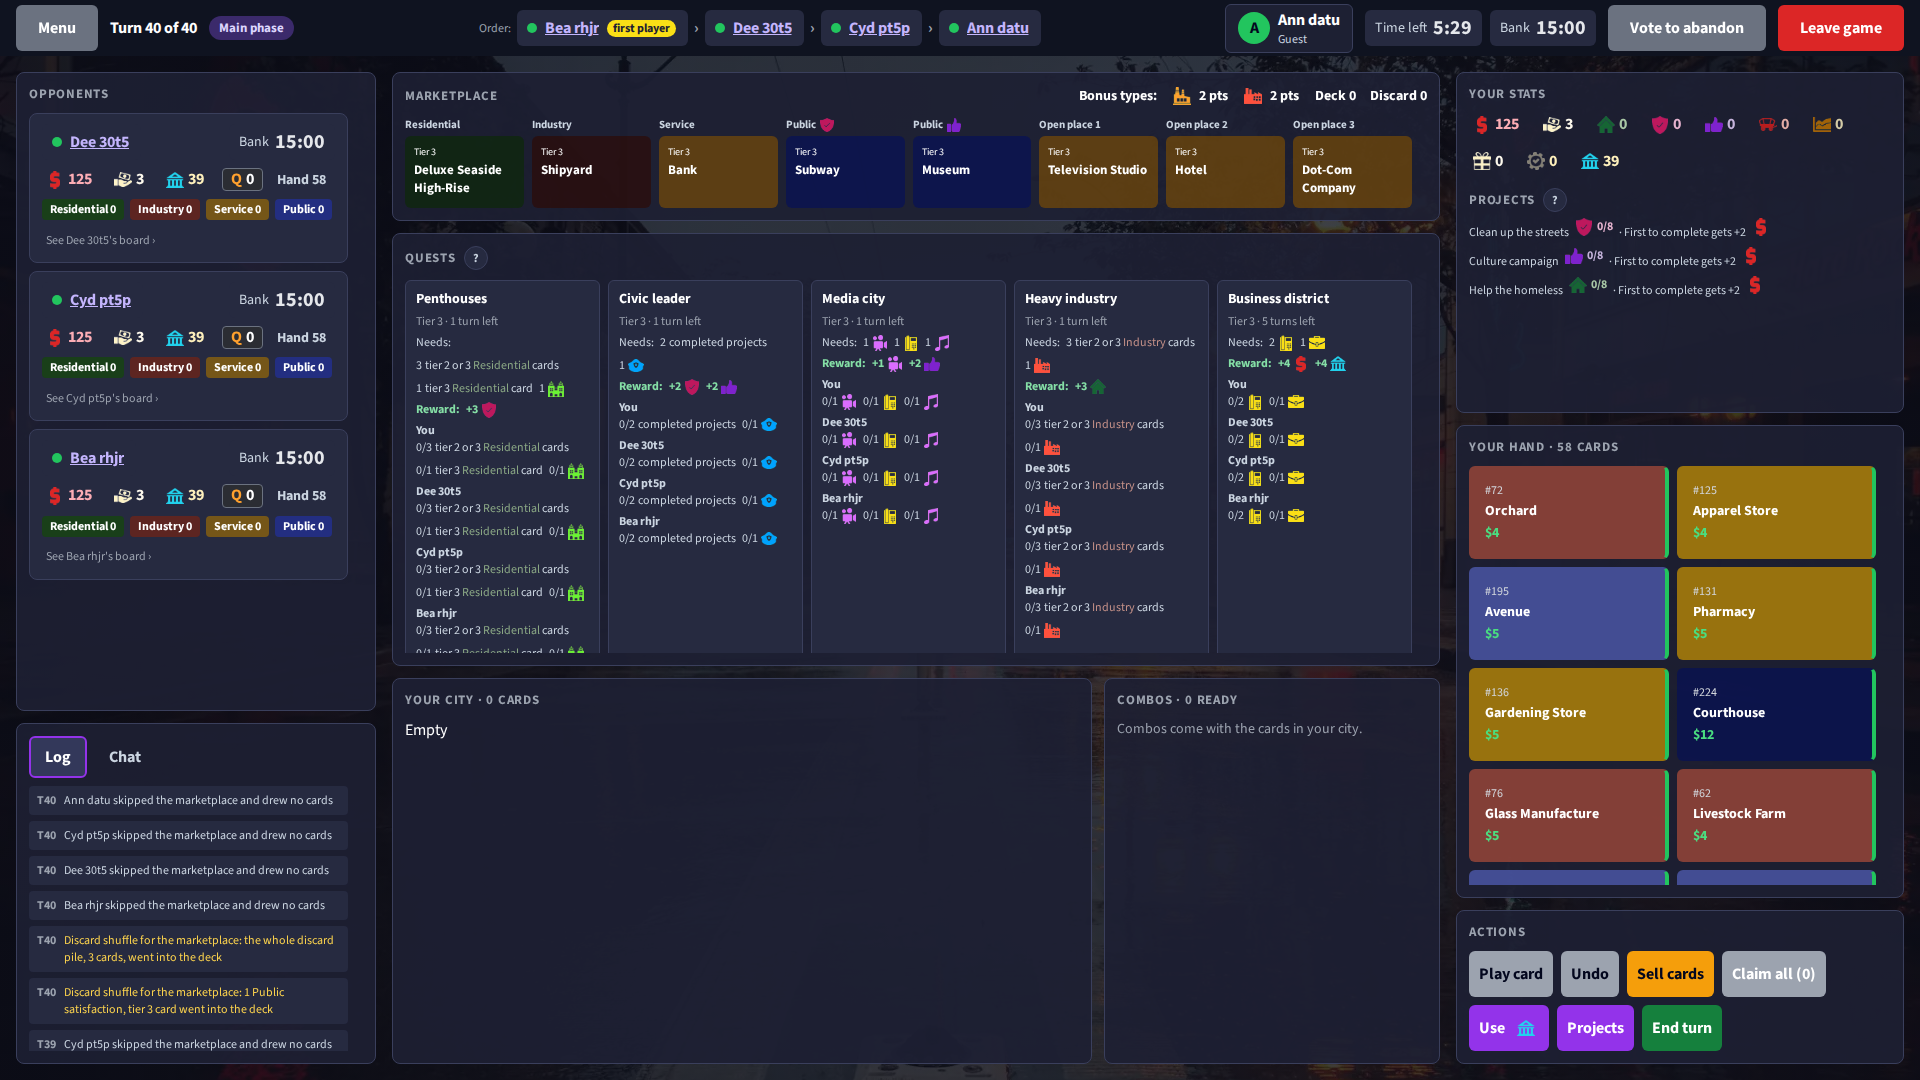 Menu
Turn 40 of 40
Main phase
Order:
Bea rhjr
first player
›
Dee 30t5
›
Cyd pt5p
›
Ann datu
A
Ann datu
Guest
Time left 5:29
Bank 15:00
Vote to abandon
Leave game
OPPONENTS
Dee 30t5
Bank 15:00
125 3 39 Q 0 Hand 58
Residential 0 Industry 0 Service 0 Public 0
See Dee 30t5's board ›
Cyd pt5p
Bank 15:00
125 3 39 Q 0 Hand 58
Residential 0 Industry 0 Service 0 Public 0
See Cyd pt5p's board ›
Bea rhjr
Bank 15:00
125 3 39 Q 0 Hand 58
Residential 0 Industry 0 Service 0 Public 0
See Bea rhjr's board ›
Log
Chat
T40 Ann datu skipped the marketplace and drew no cards
T40 Cyd pt5p skipped the marketplace and drew no cards
T40 Dee 30t5 skipped the marketplace and drew no cards
T40 Bea rhjr skipped the marketplace and drew no cards
T40 Discard shuffle for the marketplace: the whole discard
pile, 3 cards, went into the deck
T40 Discard shuffle for the marketplace: 1 Public
satisfaction, tier 3 card went into the deck
T39 Cyd pt5p skipped the marketplace and drew no cards
MARKETPLACE
Bonus types: 2 pts 2 pts Deck 0 Discard 0
Residential
Tier 3
Deluxe Seaside
High-Rise
Industry
Tier 3
Shipyard
Service
Tier 3
Bank
Public
Tier 3
Subway
Public
Tier 3
Museum
Open place 1
Tier 3
Television Studio
Open place 2
Tier 3
Hotel
Open place 3
Tier 3
Dot-Com
Company
QUESTS ?
Penthouses
Tier 3 · 1 turn left
Needs:
3 tier 2 or 3 Residential cards
1 tier 3 Residential card 1
Reward: +3
You
0/3 tier 2 or 3 Residential cards
0/1 tier 3 Residential card 0/1
Dee 30t5
0/3 tier 2 or 3 Residential cards
0/1 tier 3 Residential card 0/1
Cyd pt5p
0/3 tier 2 or 3 Residential cards
0/1 tier 3 Residential card 0/1
Bea rhjr
0/3 tier 2 or 3 Residential cards
0/1 tier 3 Residential card 0/1
Civic leader
Tier 3 · 1 turn left
Needs: 2 completed projects
1
Reward: +2 +2
You
0/2 completed projects 0/1
Dee 30t5
0/2 completed projects 0/1
Cyd pt5p
0/2 completed projects 0/1
Bea rhjr
0/2 completed projects 0/1
Media city
Tier 3 · 1 turn left
Needs: 1 1 1
Reward: +1 +2
You
0/1 0/1 0/1
Dee 30t5
0/1 0/1 0/1
Cyd pt5p
0/1 0/1 0/1
Bea rhjr
0/1 0/1 0/1
Heavy industry
Tier 3 · 1 turn left
Needs: 3 tier 2 or 3 Industry cards
1
Reward: +3
You
0/3 tier 2 or 3 Industry cards
0/1
Dee 30t5
0/3 tier 2 or 3 Industry cards
0/1
Cyd pt5p
0/3 tier 2 or 3 Industry cards
0/1
Bea rhjr
0/3 tier 2 or 3 Industry cards
0/1
Business district
Tier 3 · 5 turns left
Needs: 2 1
Reward: +4 +4
You
0/2 0/1
Dee 30t5
0/2 0/1
Cyd pt5p
0/2 0/1
Bea rhjr
0/2 0/1
YOUR CITY · 0 CARDS
Empty
COMBOS · 0 READY
Combos come with the cards in your city.
YOUR STATS
125 3 0 0 0 0 0
0 0 39
PROJECTS ?
Clean up the streets 0/8 · First to complete gets +2
Culture campaign 0/8 · First to complete gets +2
Help the homeless 0/8 · First to complete gets +2
YOUR HAND · 58 CARDS
#72
Orchard
$4
#125
Apparel Store
$4
#195
Avenue
$5
#131
Pharmacy
$5
#136
Gardening Store
$5
#224
Courthouse
$12
#76
Glass Manufacture
$5
#62
Livestock Farm
$4
ACTIONS
Play card
Undo
Sell cards
Claim all (0)
Use
Projects
End turn